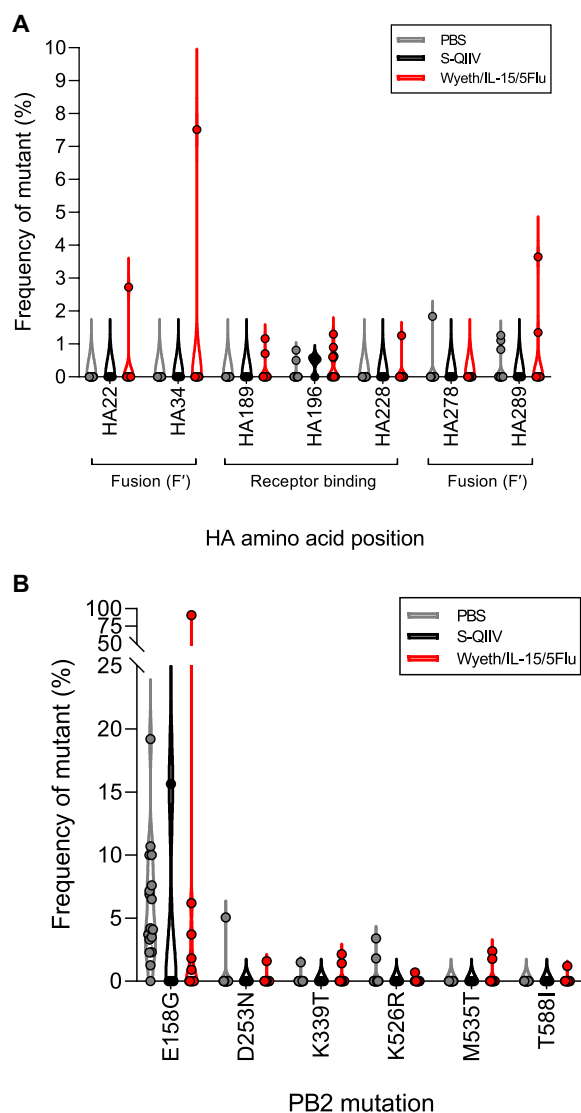 A
PBS
S-QIIV
Wyeth/IL-15/5Flu
Frequency of mutant (%)
10
9
8
7
6
5
4
3
2
1
0
HA22
HA34
HA189
HA196
HA228
HA278
HA289
Fusion (F′)
Receptor binding
Fusion (F′)
HA amino acid position
B
PBS
S-QIIV
Wyeth/IL-15/5Flu
Frequency of mutant (%)
100
75
50
25
20
15
10
5
0
E158G
D253N
K339T
K526R
M535T
T588I
PB2 mutation